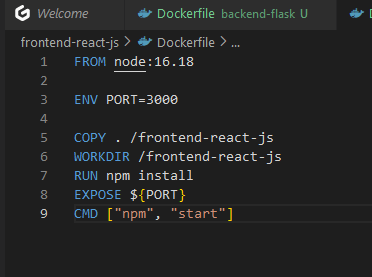 Welcome
Dockerfile backend-flask U
D
frontend-react-js > Dockerfile > ...
1 FROM node:16.18
2
3 ENV PORT=3000
4
5 COPY . /frontend-react-js
6 WORKDIR /frontend-react-js
7 RUN npm install
8 EXPOSE ${PORT}
9 CMD ["npm", "start"]